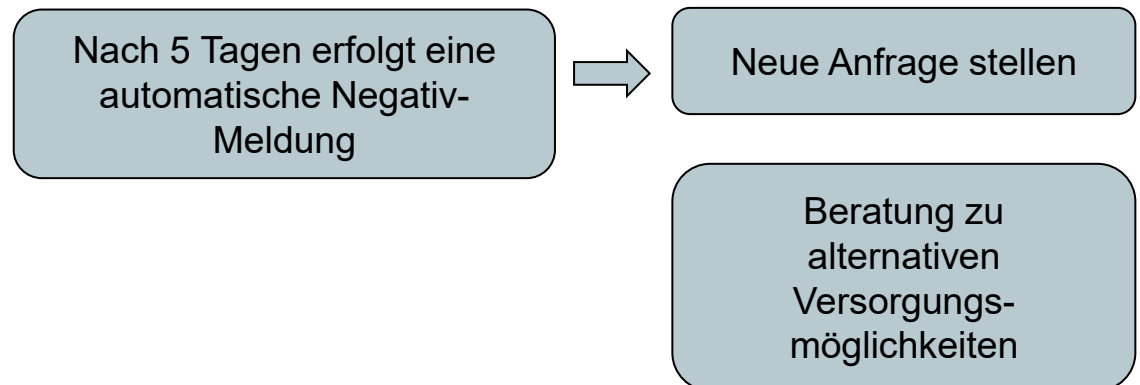 Nach 5 Tagen erfolgt eine
automatische Negativ-
Meldung
Neue Anfrage stellen
Beratung zu
alternativen
Versorgungs-
möglichkeiten